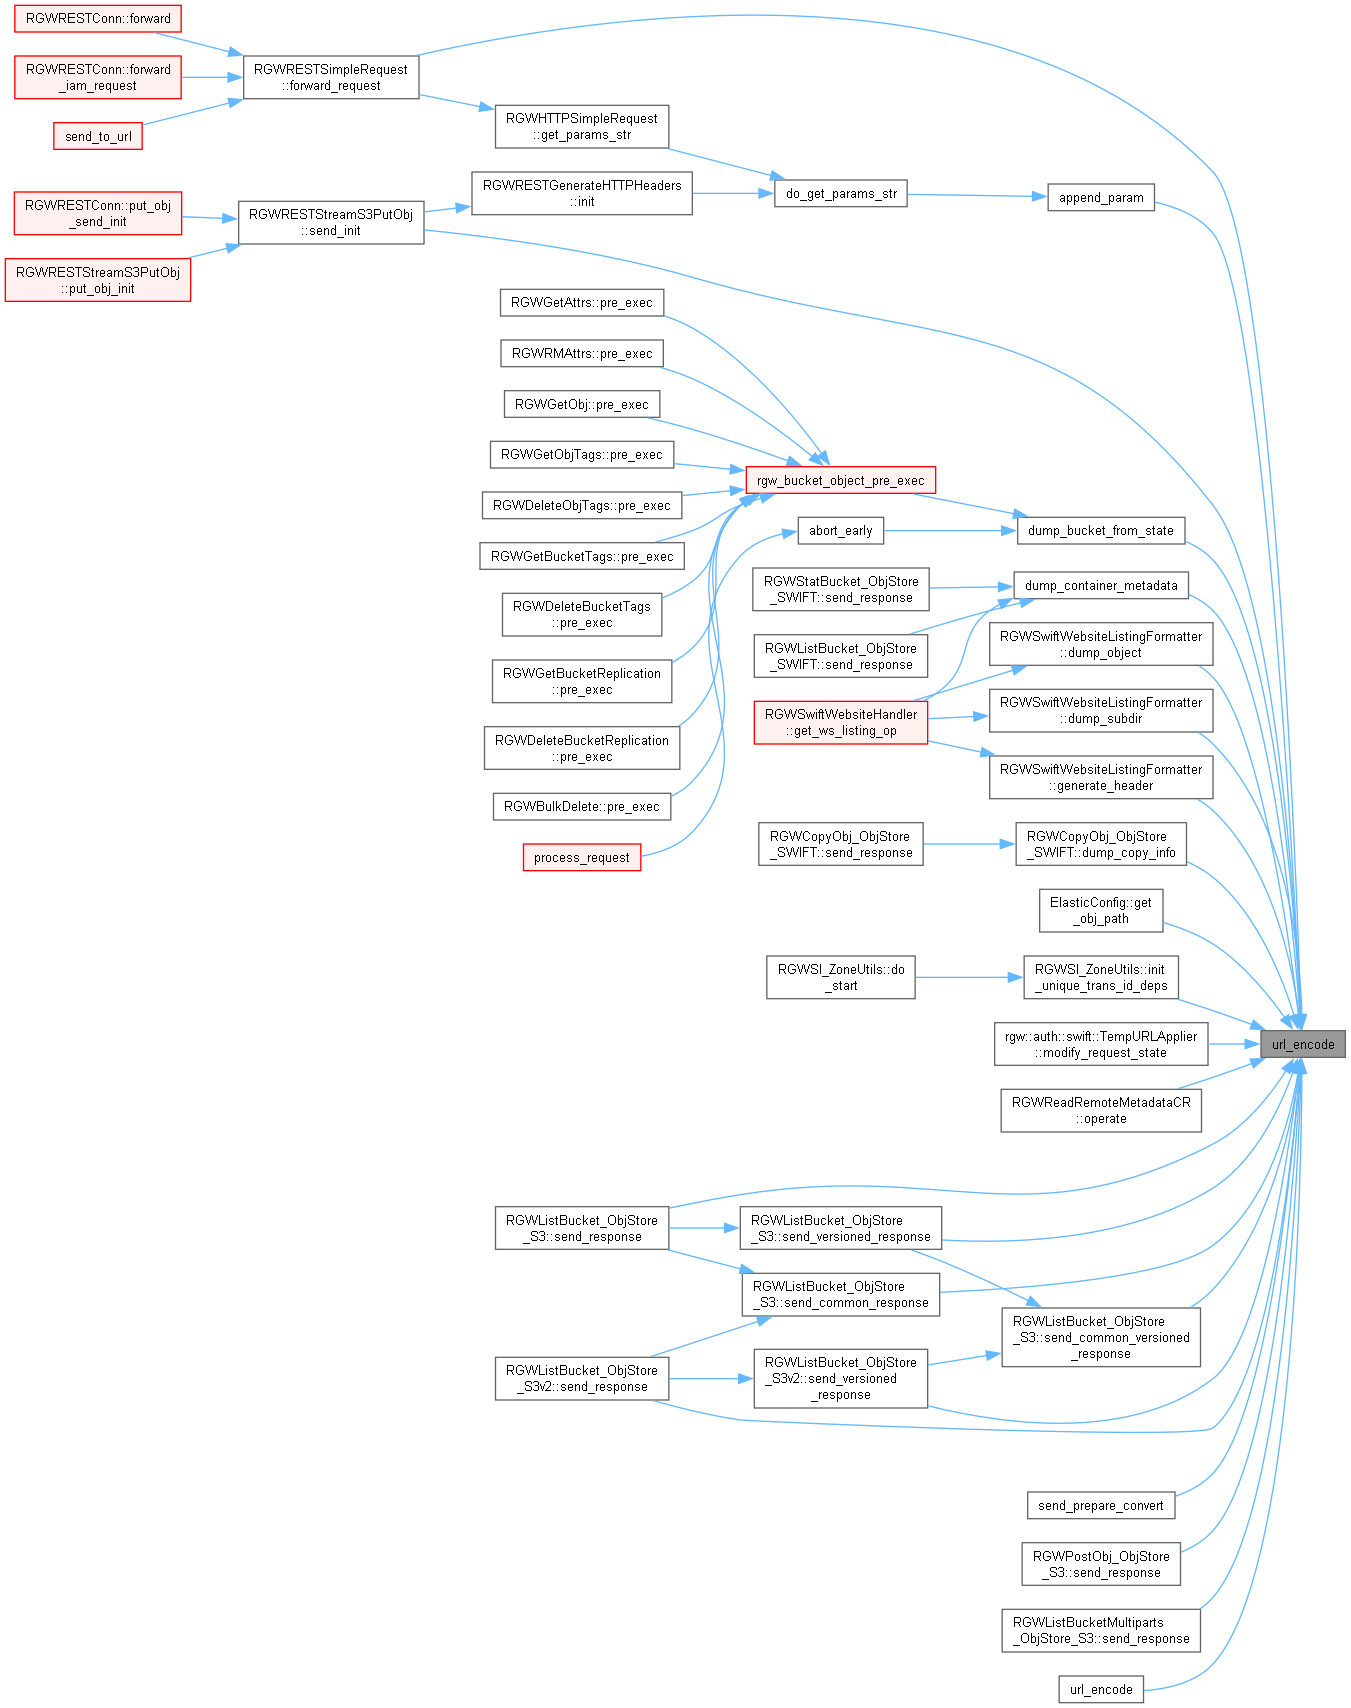 RGWRESTConn::forward
RGWRESTConn::forward
_iam_request
send_to_url
RGWRESTSimpleRequest
::forward_request
RGWHTTPSimpleRequest
::get_params_str
RGWRESTGenerateHTTPHeaders
::init
do_get_params_str
append_param
RGWRESTConn::put_obj
_send_init
RGWRESTStreamS3PutObj
::send_init
RGWRESTStreamS3PutObj
::put_obj_init
RGWGetAttrs::pre_exec
RGWRMAttrs::pre_exec
RGWGetObj::pre_exec
RGWGetObjTags::pre_exec
RGWDeleteObjTags::pre_exec
RGWGetBucketTags::pre_exec
RGWDeleteBucketTags
::pre_exec
RGWGetBucketReplication
::pre_exec
RGWDeleteBucketReplication
::pre_exec
RGWBulkDelete::pre_exec
process_request
rgw_bucket_object_pre_exec
abort_early
dump_bucket_from_state
RGWStatBucket_ObjStore
_SWIFT::send_response
dump_container_metadata
RGWListBucket_ObjStore
_SWIFT::send_response
RGWSwiftWebsiteListingFormatter
::dump_object
RGWSwiftWebsiteHandler
::get_ws_listing_op
RGWSwiftWebsiteListingFormatter
::dump_subdir
RGWSwiftWebsiteListingFormatter
::generate_header
RGWCopyObj_ObjStore
_SWIFT::send_response
RGWCopyObj_ObjStore
_SWIFT::dump_copy_info
ElasticConfig::get
_obj_path
RGWSI_ZoneUtils::do
_start
RGWSI_ZoneUtils::init
_unique_trans_id_deps
rgw::auth::swift::TempURLApplier
::modify_request_state
url_encode
RGWReadRemoteMetadataCR
::operate
RGWListBucket_ObjStore
_S3::send_response
RGWListBucket_ObjStore
_S3::send_versioned_response
RGWListBucket_ObjStore
_S3::send_common_response
RGWListBucket_ObjStore
_S3::send_common_versioned
_response
RGWListBucket_ObjStore
_S3v2::send_response
RGWListBucket_ObjStore
_S3v2::send_versioned
_response
send_prepare_convert
RGWPostObj_ObjStore
_S3::send_response
RGWListBucketMultiparts
_ObjStore_S3::send_response
url_encode